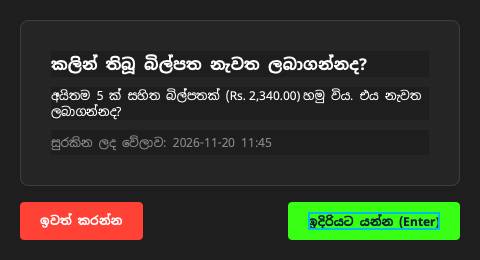 කලින් තිබූ බිල්පත නැවත ලබාගන්නද?
අයිතම 5 ක් සහිත බිල්පතක් (Rs. 2,340.00) හමු විය. එය නැවත
ලබාගන්නද?
සුරකින ලද වේලාව: 2026-11-20 11:45
ඉවත් කරන්න
ඉදිරියට යන්න (Enter)